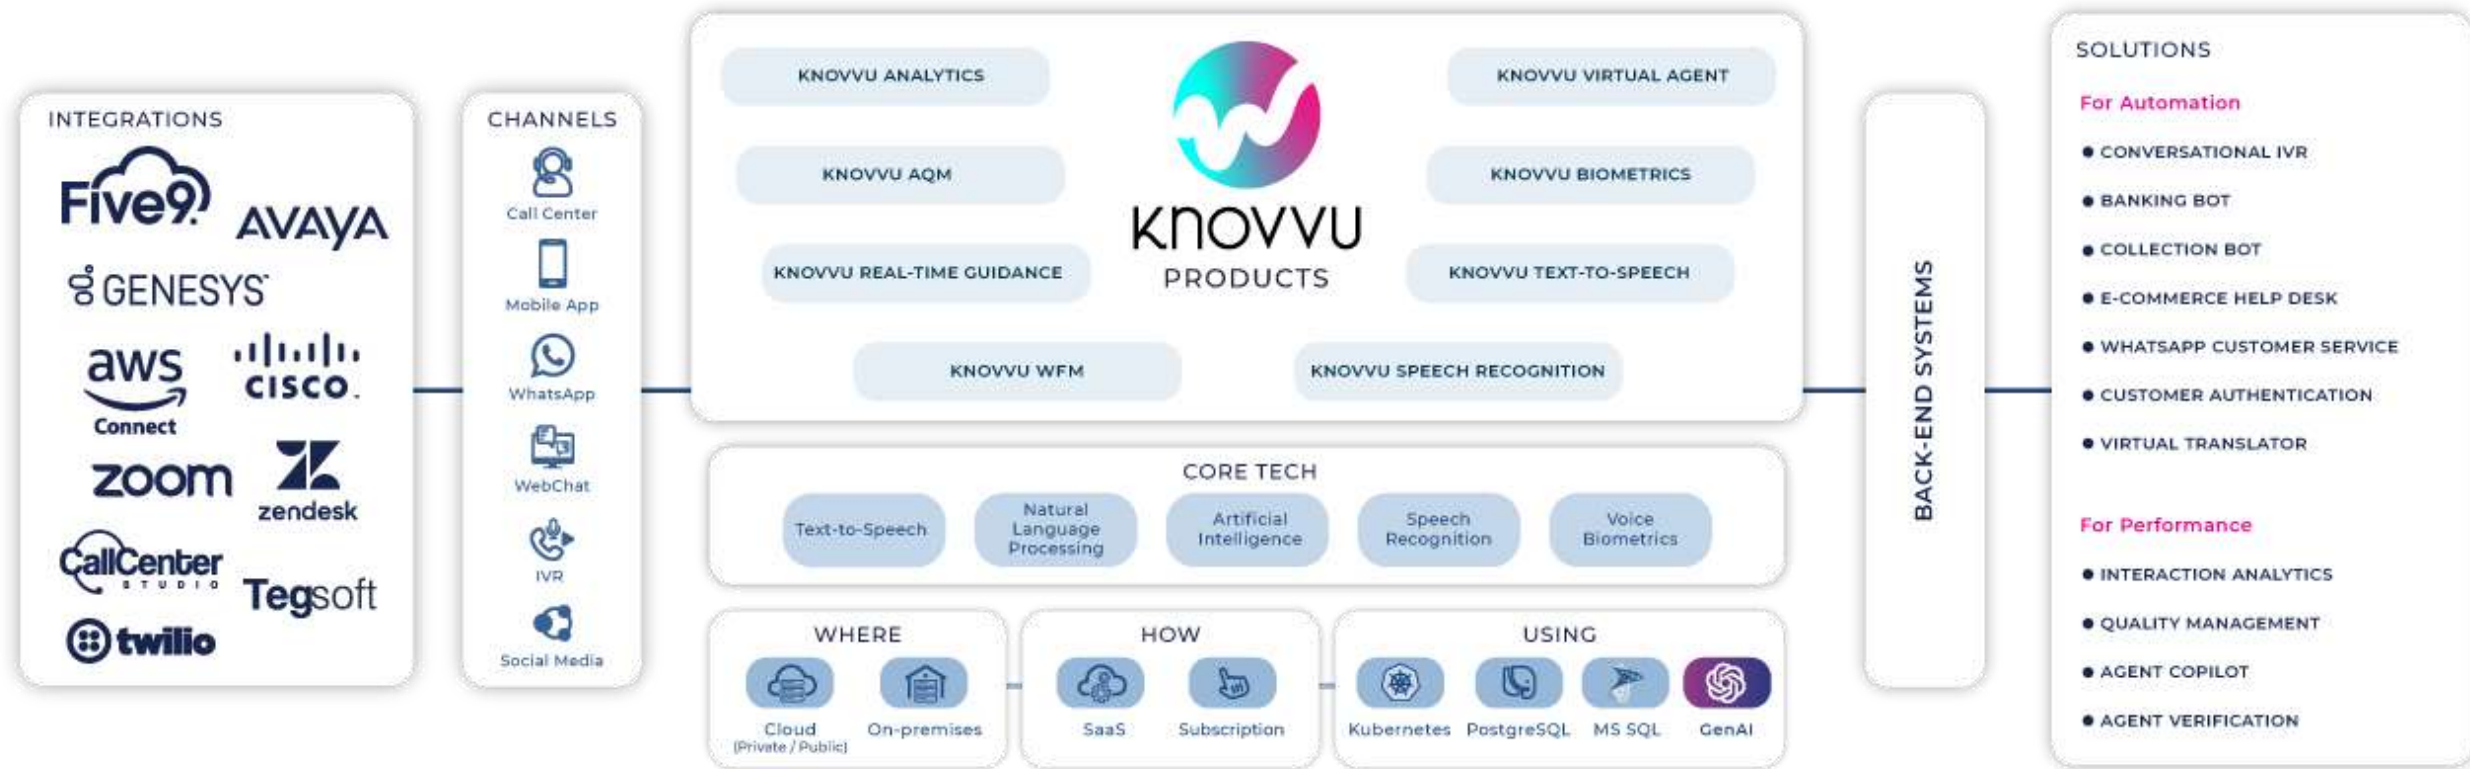 INTEGRATIONS
Five9
AVAYA
GENESYS
aws
Connect
CISCO
zoom
zendesk
CallCenter
STUDIO
Tegsoft
twilio
CHANNELS
Call Center
Mobile App
WhatsApp
WebChat
IVR
Social Media
KNOVVU ANALYTICS
KNOVVU AQM
KNOVVU REAL-TIME GUIDANCE
KNOVVU WFM
KNOVVU
PRODUCTS
KNOVVU VIRTUAL AGENT
KNOVVU BIOMETRICS
KNOVVU TEXT-TO-SPEECH
KNOVVU SPEECH RECOGNITION
CORE TECH
Text-to-Speech
Natural
Language
Processing
Artificial
Intelligence
Speech
Recognition
Voice
Biometrics
WHERE
Cloud
(Private / Public)
On-premises
HOW
SaaS
Subscription
USING
Kubernetes
PostgreSQL
MS SQL
GenAI
BACK-END SYSTEMS
SOLUTIONS
For Automation
● CONVERSATIONAL IVR
● BANKING BOT
● COLLECTION BOT
● E-COMMERCE HELP DESK
● WHATSAPP CUSTOMER SERVICE
● CUSTOMER AUTHENTICATION
● VIRTUAL TRANSLATOR
For Performance
● INTERACTION ANALYTICS
● QUALITY MANAGEMENT
● AGENT COPILOT
● AGENT VERIFICATION